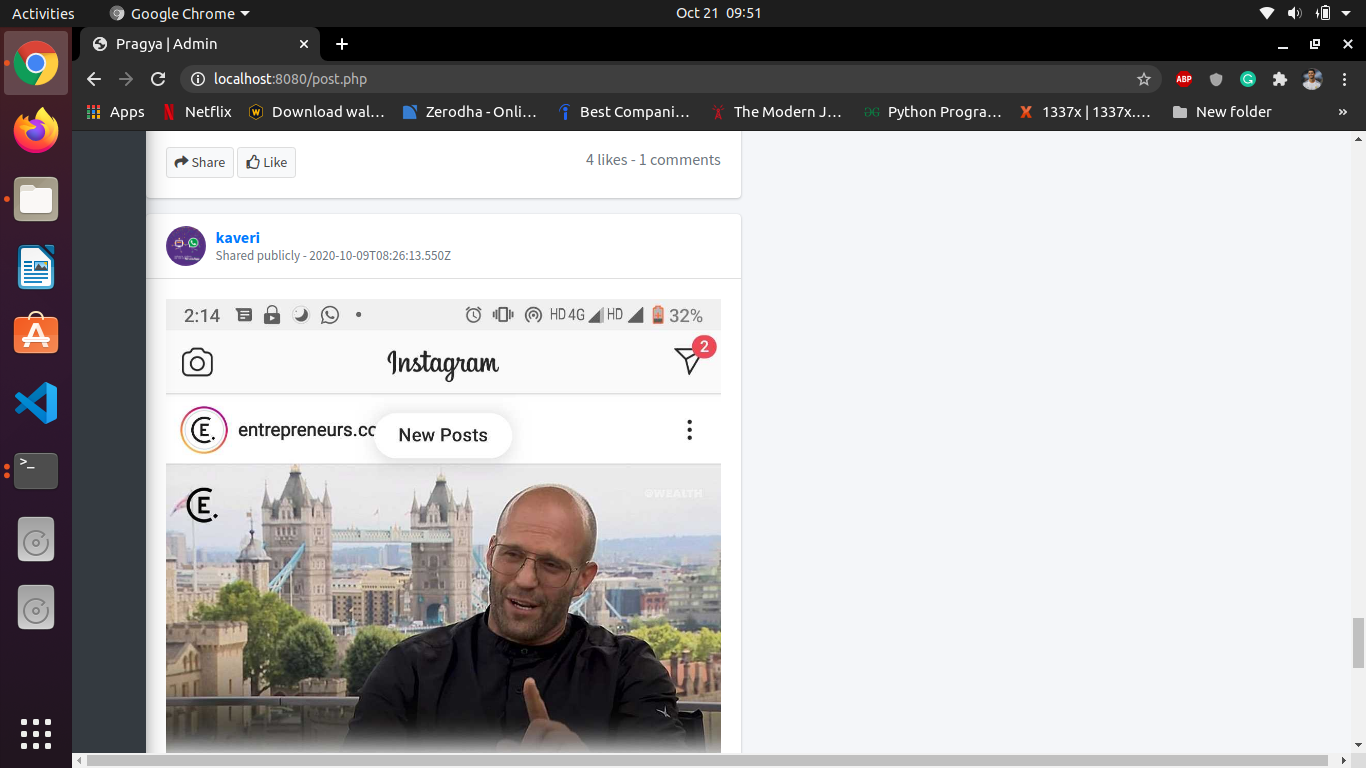 Activities Google Chrome Oct 21 09:51
Pragya | Admin
localhost:8080/post.php ABP
Apps Netflix Download wal... Zerodha - Onli... Best Compani... The Modern J... Python Progra... 1337x | 1337x.... New folder »
Share Like 4 likes - 1 comments
kaveri
Shared publicly - 2020-10-09T08:26:13.550Z
2:14 HD 4G HD 32%
Instagram 2
E. entrepreneurs.co New Posts
E. @WEALTH